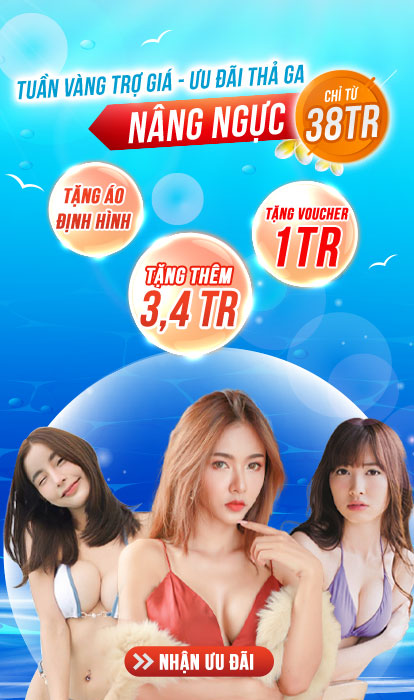 TUẦN VÀNG TRỢ GIÁ - ƯU ĐÃI THẢ GA
NÂNG NGỰC
CHỈ TỪ
38TR
TẶNG ÁO
ĐỊNH HÌNH
TẶNG VOUCHER
1TR
TẶNG THÊM
3,4 TR
>> NHẬN ƯU ĐÃI